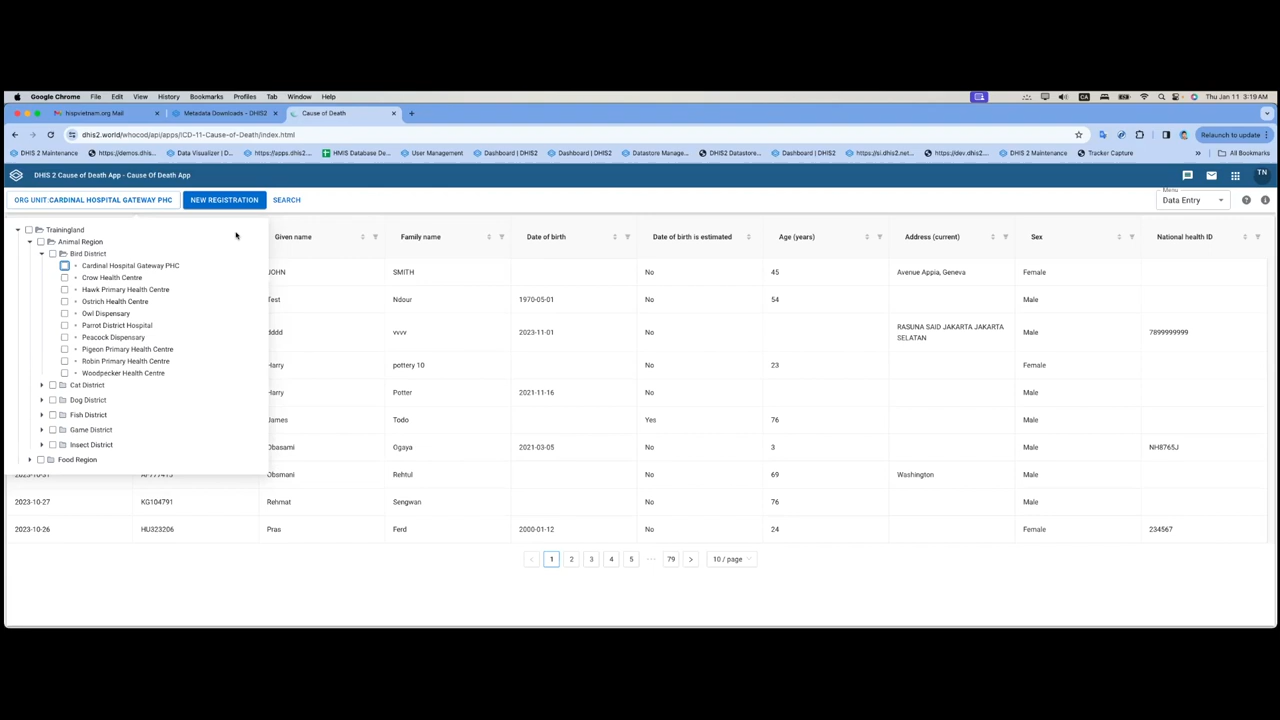 Google Chrome File Edit View History Bookmarks Profiles Tab Window Help CA Thu Jan 11 3:19 AM
hispvietnam.org Mail Metadata Downloads - DHIS2 Cause of Death
dhis2.world/whocod/api/apps/ICD-11-Cause-of-Death/index.html Relaunch to update
DHIS 2 Maintenance https://demos.dhis... Data Visualizer | D... https://apps.dhis2... HMIS Database De... User Management Dashboard | DHIS2 Dashboard | DHIS2 Datastore Manage... DHIS2 Datastore... Dashboard | DHIS2 https://si.dhis2.net... https://dev.dhis2... DHIS 2 Maintenance Tracker Capture All Bookmarks
DHIS 2 Cause of Death App - Cause Of Death App TN
ORG UNIT:CARDINAL HOSPITAL GATEWAY PHC NEW REGISTRATION SEARCH Menu Data Entry
Trainingland
Animal Region
Bird District
Cardinal Hospital Gateway PHC
Crow Health Centre
Hawk Primary Health Centre
Ostrich Health Centre
Owl Dispensary
Parrot District Hospital
Peacock Dispensary
Pigeon Primary Health Centre
Robin Primary Health Centre
Woodpecker Health Centre
Cat District
Dog District
Fish District
Game District
Insect District
Food Region
Given name Family name Date of birth Date of birth is estimated Age (years) Address (current) Sex National health ID
JOHN SMITH No 45 Avenue Appia, Geneva Female
Test Ndour 1970-05-01 No 54 Male
dddd vvvv 2023-11-01 No RASUNA SAID JAKARTA JAKARTA SELATAN Male 7899999999
Harry pottery 10 No 23 Female
Harry Potter 2021-11-16 No Male
James Todo Yes 76 Male
Obasami Ogaya 2021-03-05 No 3 Male NH8765J
Obsmani Rehtul No 69 Washington Male
2023-10-27 KG104791 Rehmat Sengwan No 76 Male
2023-10-26 HU323206 Pras Ferd 2000-01-12 No 24 Female 234567
1 2 3 4 5 ••• 79 10 / page